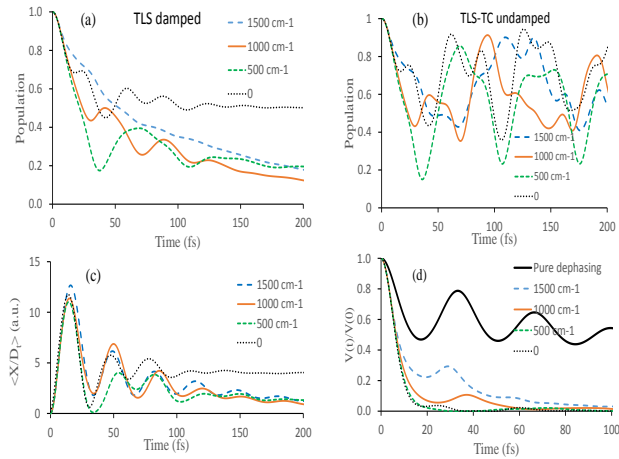 (a) TLS damped
1500 cm-1
1000 cm-1
500 cm-1
0
Population
1.0
0.8
0.6
0.4
0.2
0.0
0 50 100 150 200
Time (fs)
(b) TLS-TC undamped
Population
1.0
0.8
0.6
0.4
0.2
0
1500 cm-1
1000 cm-1
500 cm-1
0
0 50 100 150 200
Time (fs)
(c)
1500 cm-1
1000 cm-1
500 cm-1
0
<X/D_t> (a.u.)
15
10
5
0
0 50 100 150 200
Time (fs)
(d)
Pure dephasing
1500 cm-1
1000 cm-1
500 cm-1
0
V(t)/V(0)
1.0
0.8
0.6
0.4
0.2
0.0
0 20 40 60 80 100
Time (fs)